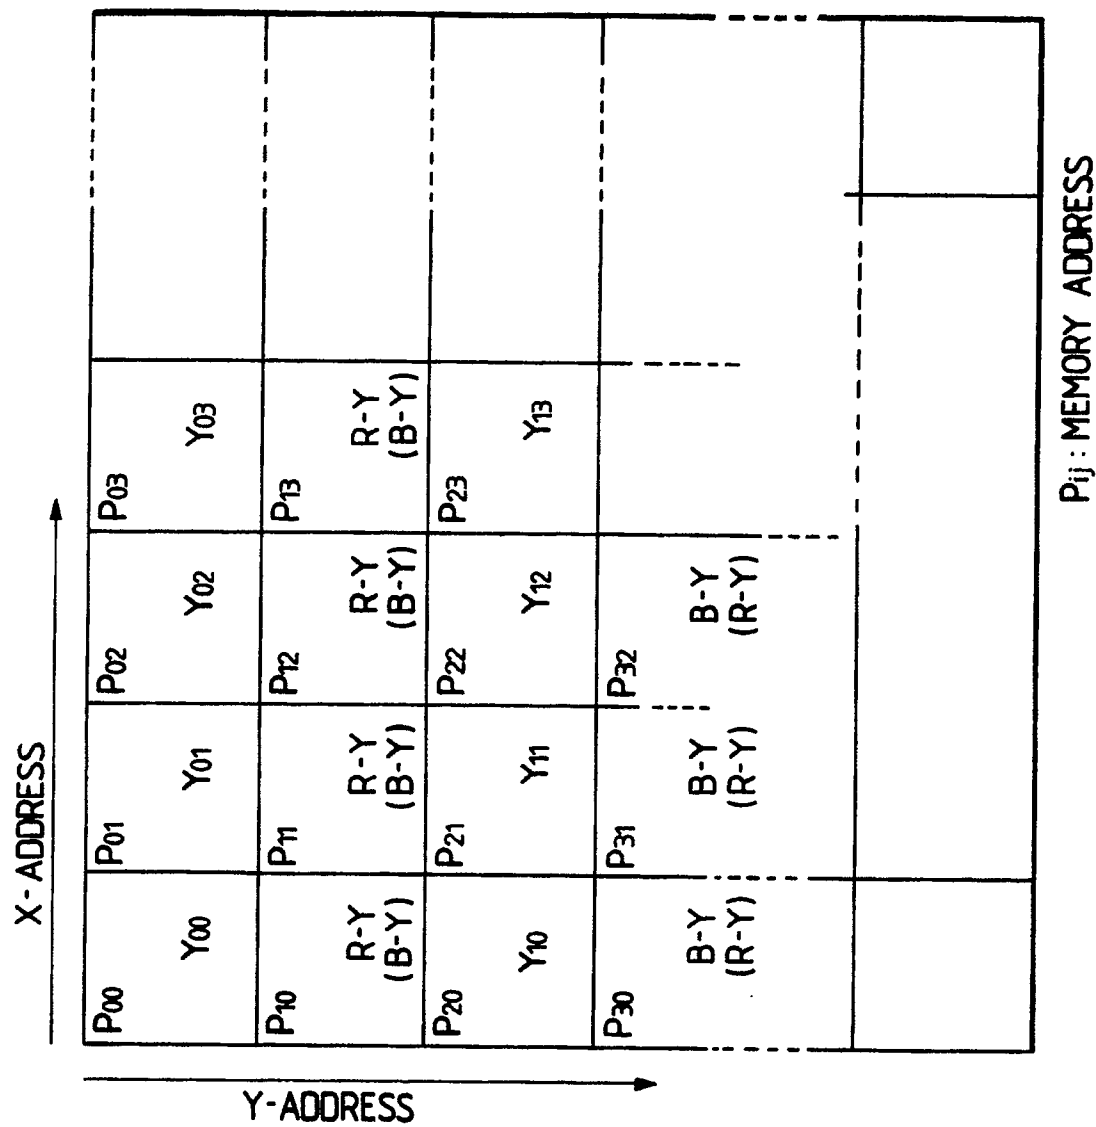 X-ADDRESS
Y-ADDRESS
P00
Y00
P01
Y01
P02
Y02
P03
Y03
P10
R-Y
(B-Y)
P11
R-Y
(B-Y)
P12
R-Y
(B-Y)
P13
R-Y
(B-Y)
P20
Y10
P21
Y11
P22
Y12
P23
Y13
P30
B-Y
(R-Y)
P31
B-Y
(R-Y)
P32
B-Y
(R-Y)
Pij : MEMORY ADDRESS